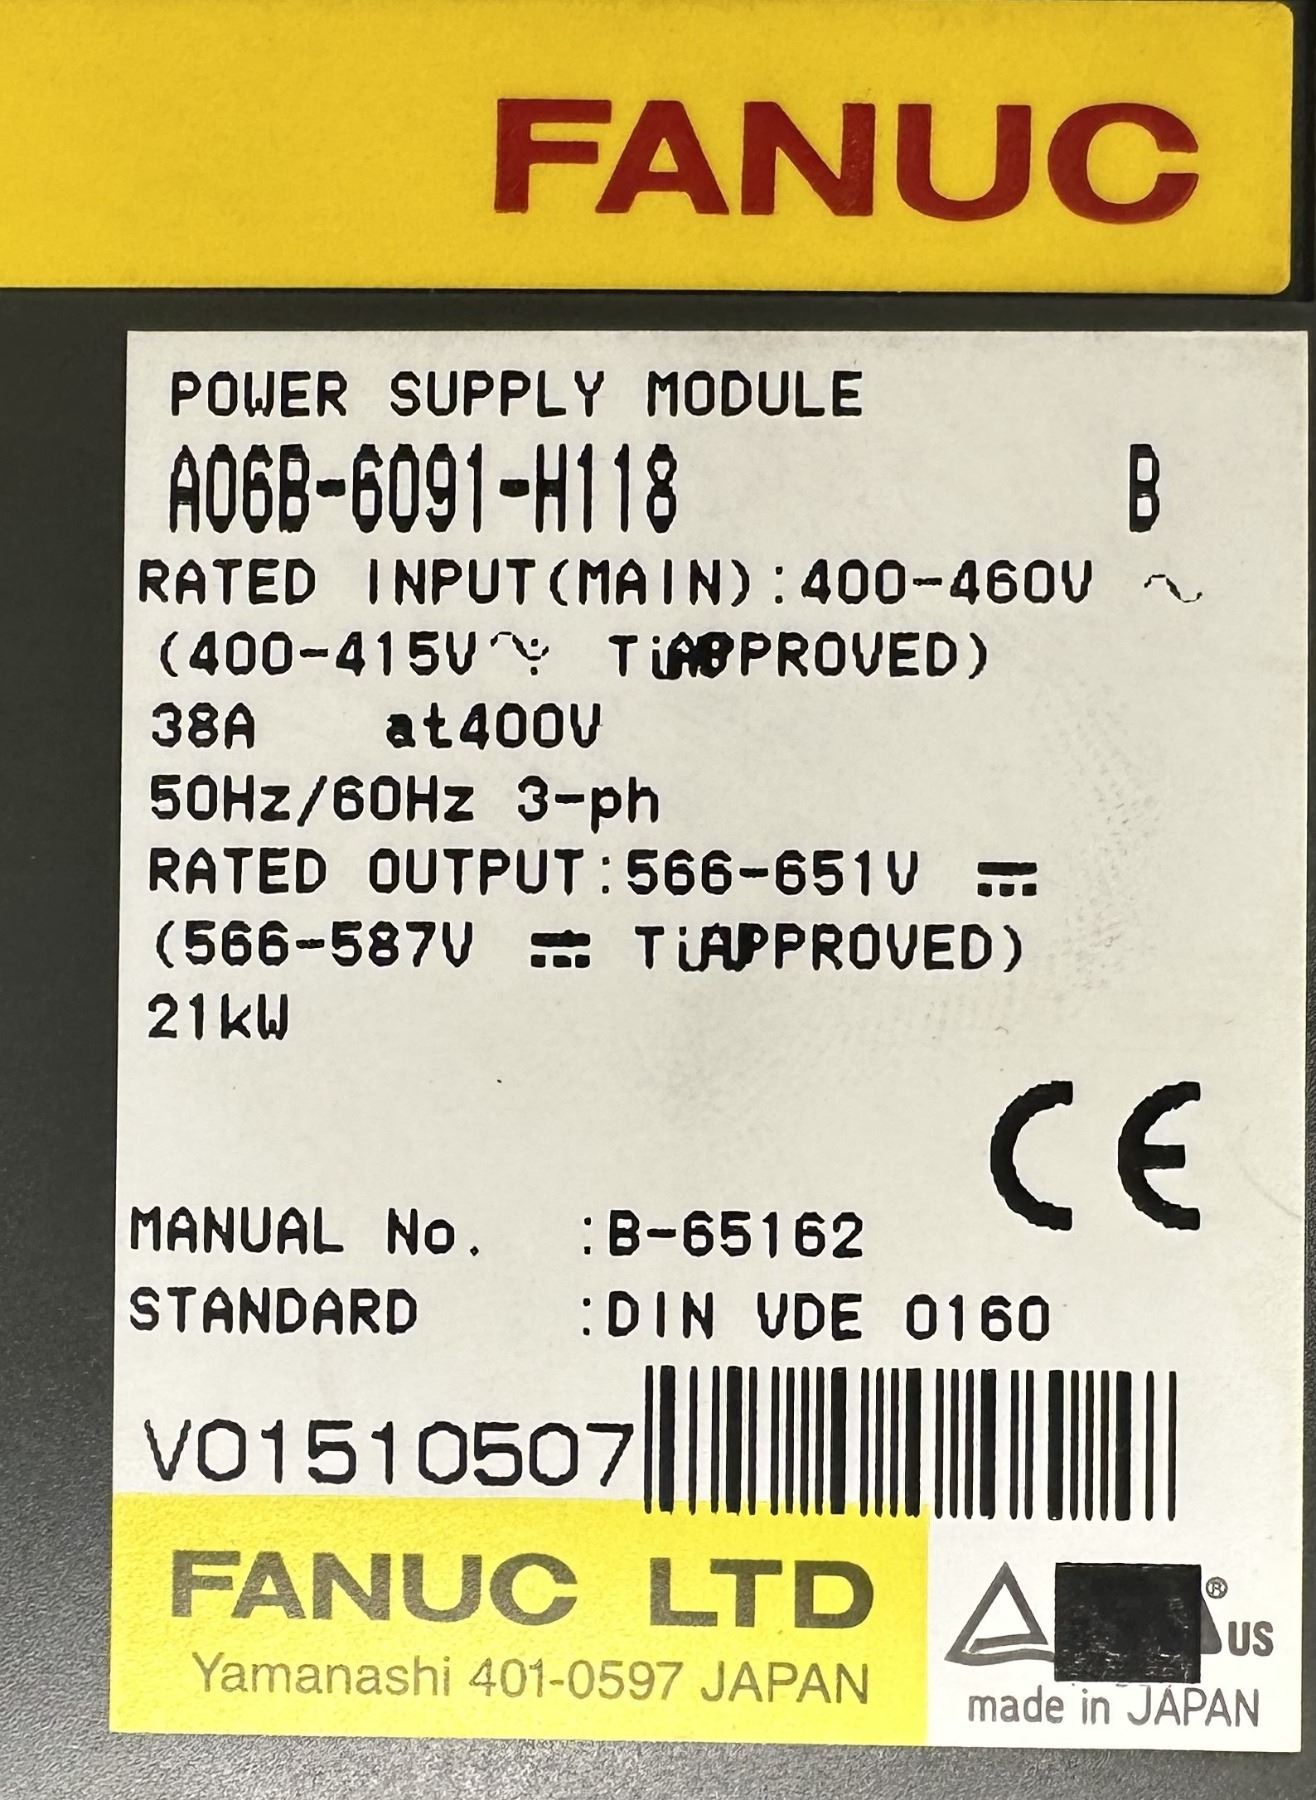 FANUC
POWER SUPPLY MODULE
A06B-6091-H118 B
RATED INPUT(MAIN):400-460V ~
(400-415V~ APPROVED)
38A at400V
50Hz/60Hz 3-ph
RATED OUTPUT:566-651V ⎓
(566-587V ⎓ APPROVED)
21kW
CE
MANUAL No. :B-65162
STANDARD :DIN VDE 0160
V01510507
FANUC LTD
Yamanashi 401-0597 JAPAN
® US
made in JAPAN